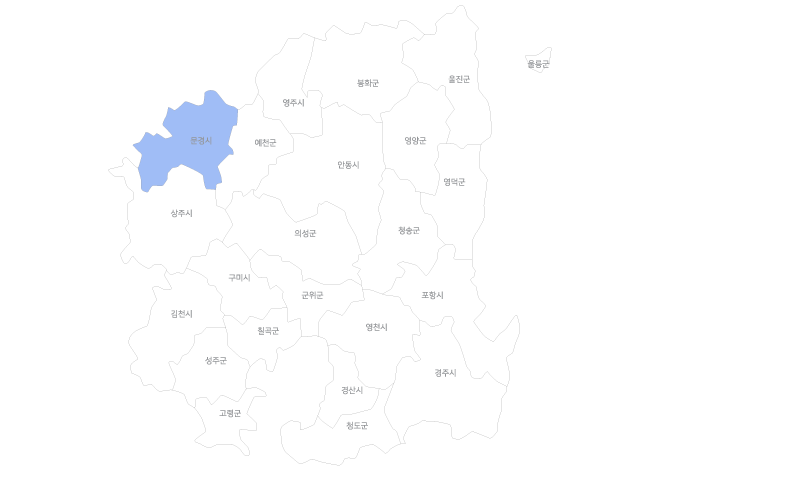 울릉군
울진군
봉화군
영주시
문경시
예천군
영양군
안동시
영덕군
상주시
청송군
의성군
구미시
군위군
포항시
김천시
영천시
칠곡군
성주군
경주시
경산시
고령군
청도군